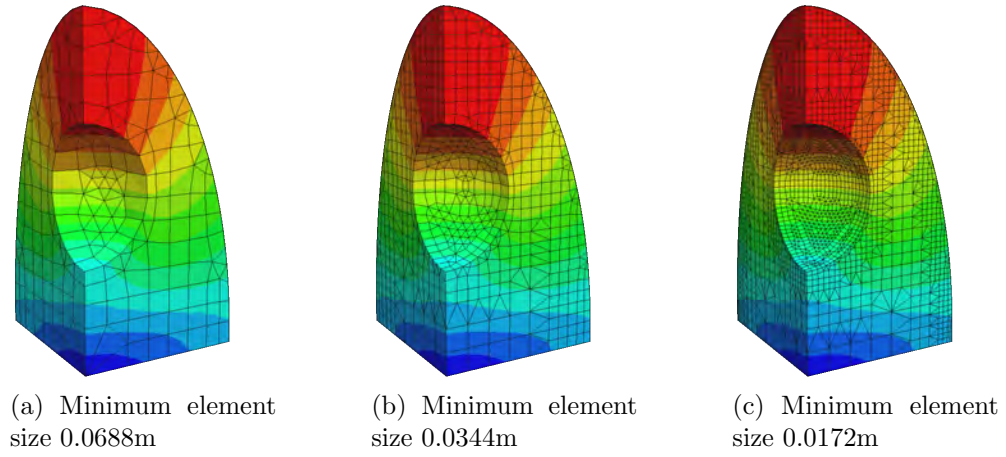 (a) Minimum element
size 0.0688m
(b) Minimum element
size 0.0344m
(c) Minimum element
size 0.0172m